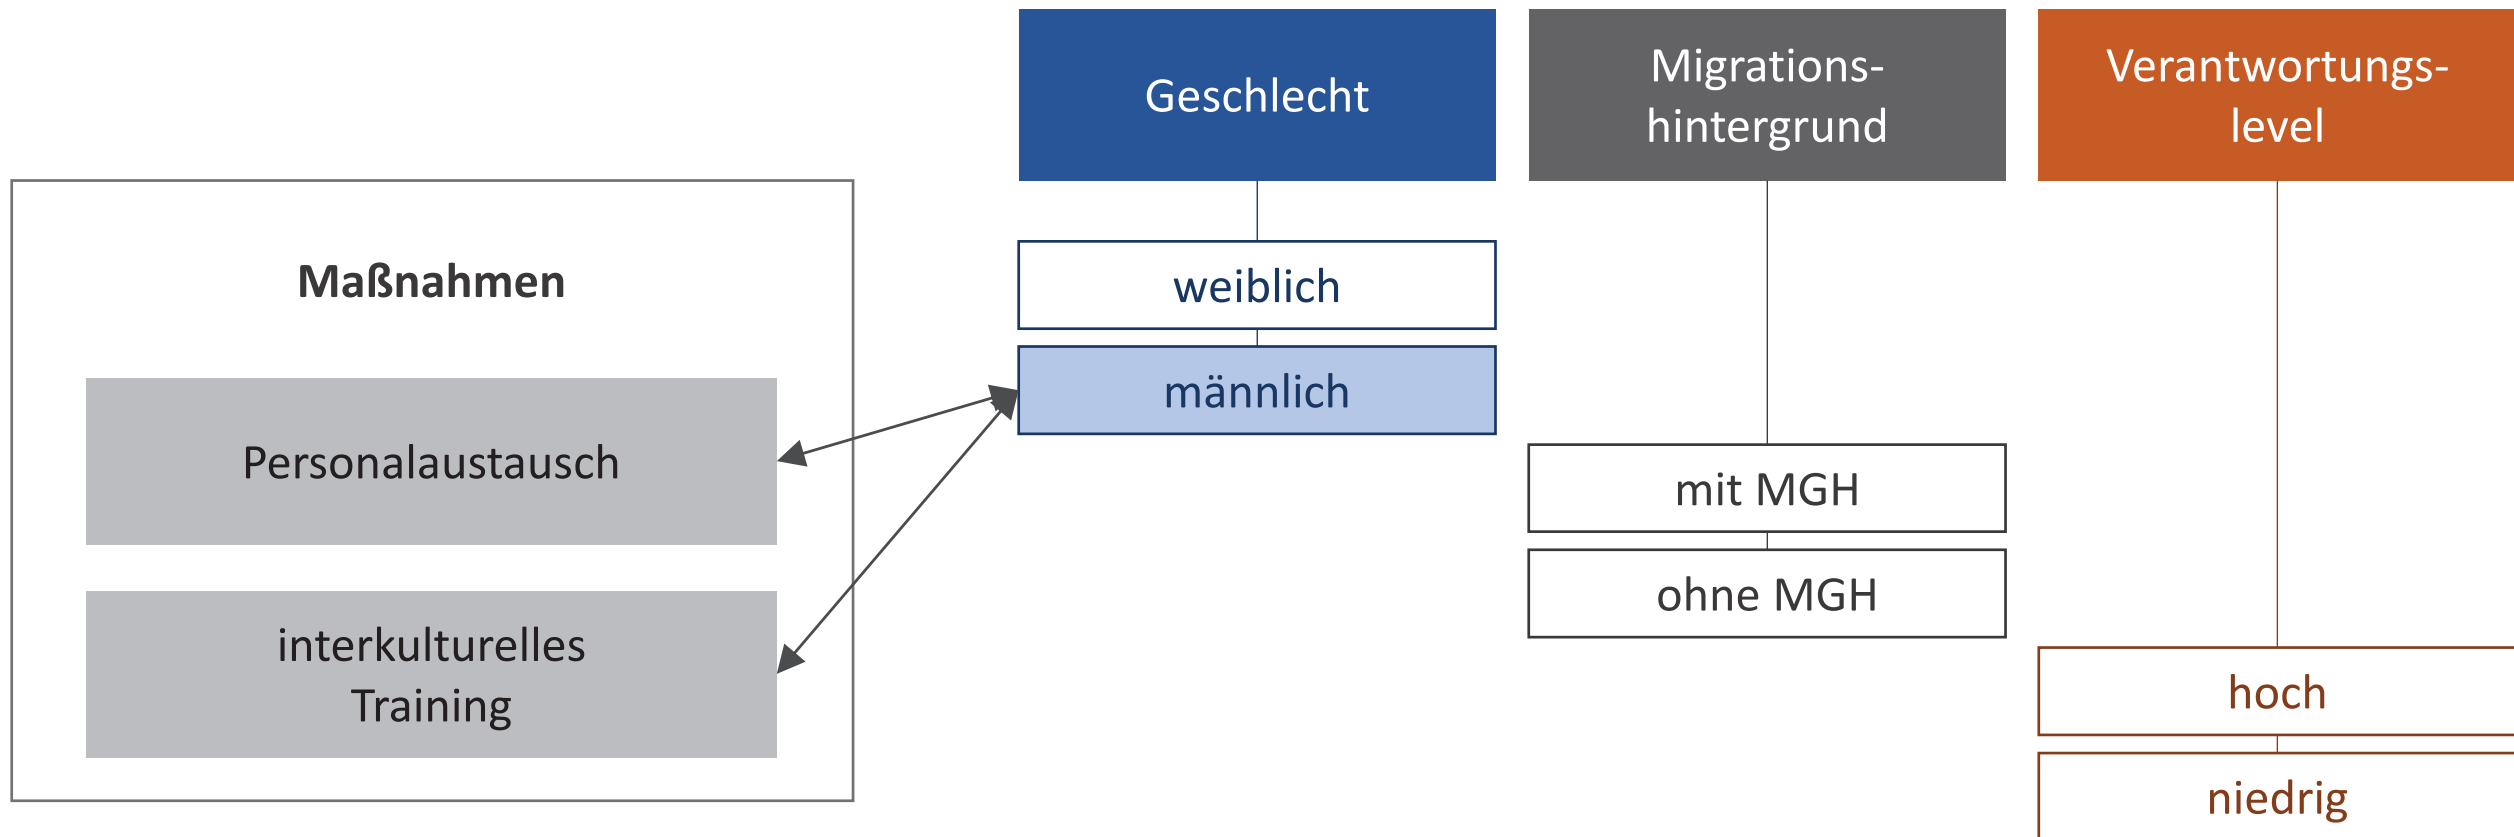 Geschlecht
Migrations-
hintergrund
Verantwortungs-
level
Maßnahmen
weiblich
männlich
Personalaustausch
mit MGH
ohne MGH
interkulturelles
Training
hoch
niedrig